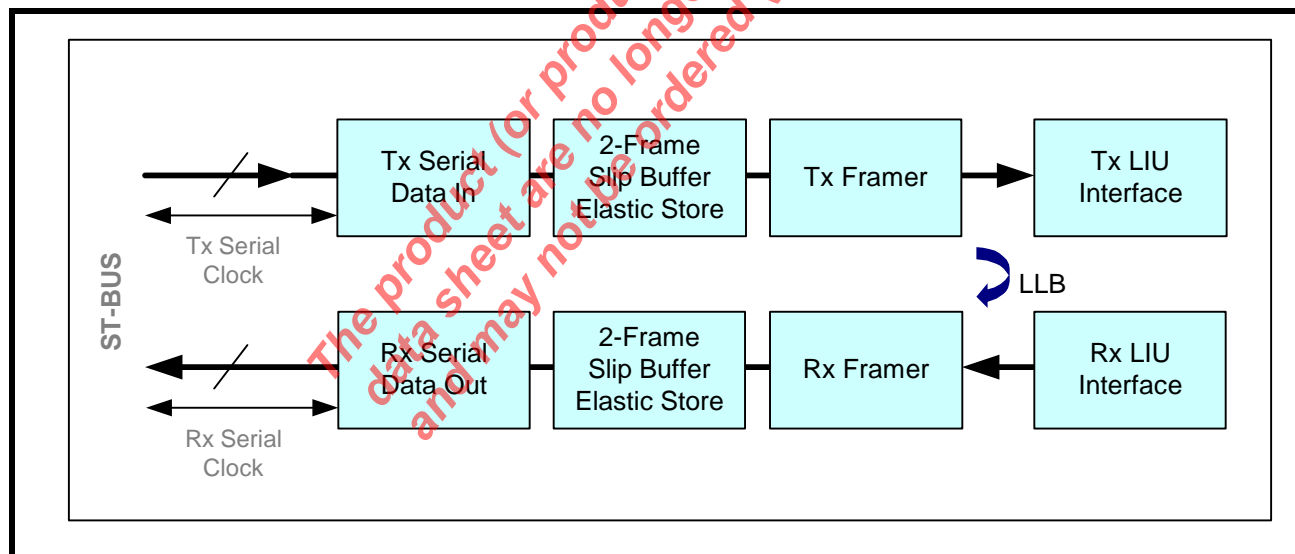 Tx Serial
Data In
2-Frame
Slip Buffer
Elastic Store
Tx Framer
Tx LIU
Interface
Tx Serial
Clock
ST-BUS
LLB
Rx Serial
Data Out
2-Frame
Slip Buffer
Elastic Store
Rx Framer
Rx LIU
Interface
Rx Serial
Clock
The product (or produ
data sheet are no longe
and may not be ordered